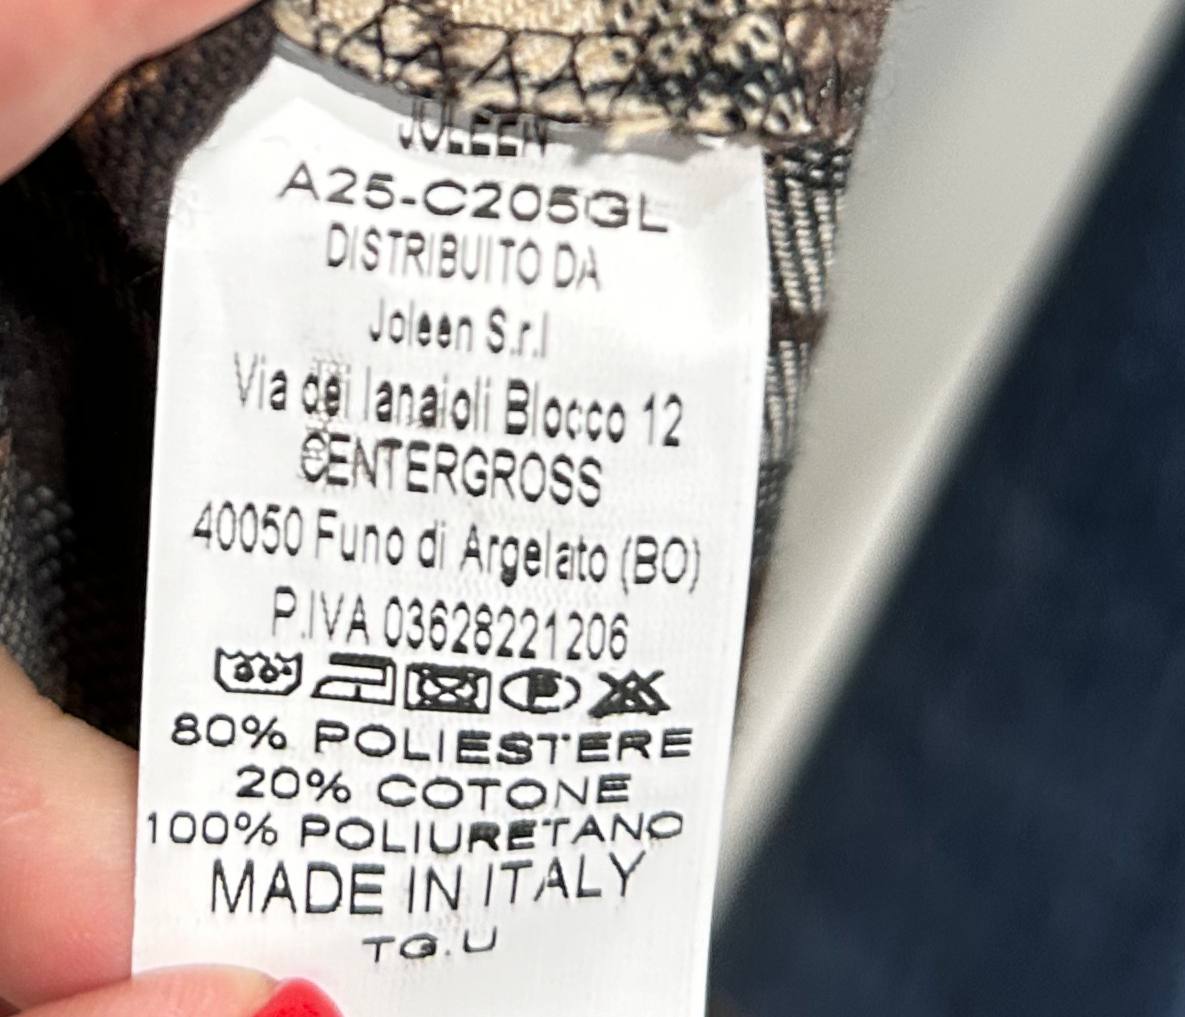 JOLEEN
A25-C205GL
DISTRIBUITO DA
Joleen S.r.l
Via dei lanaioli Blocco 12
CENTERGROSS
40050 Funo di Argelato (BO)
P.IVA 03628221206
P
80% POLIESTERE
20% COTONE
100% POLIURETANO
MADE IN ITALY
TG.U